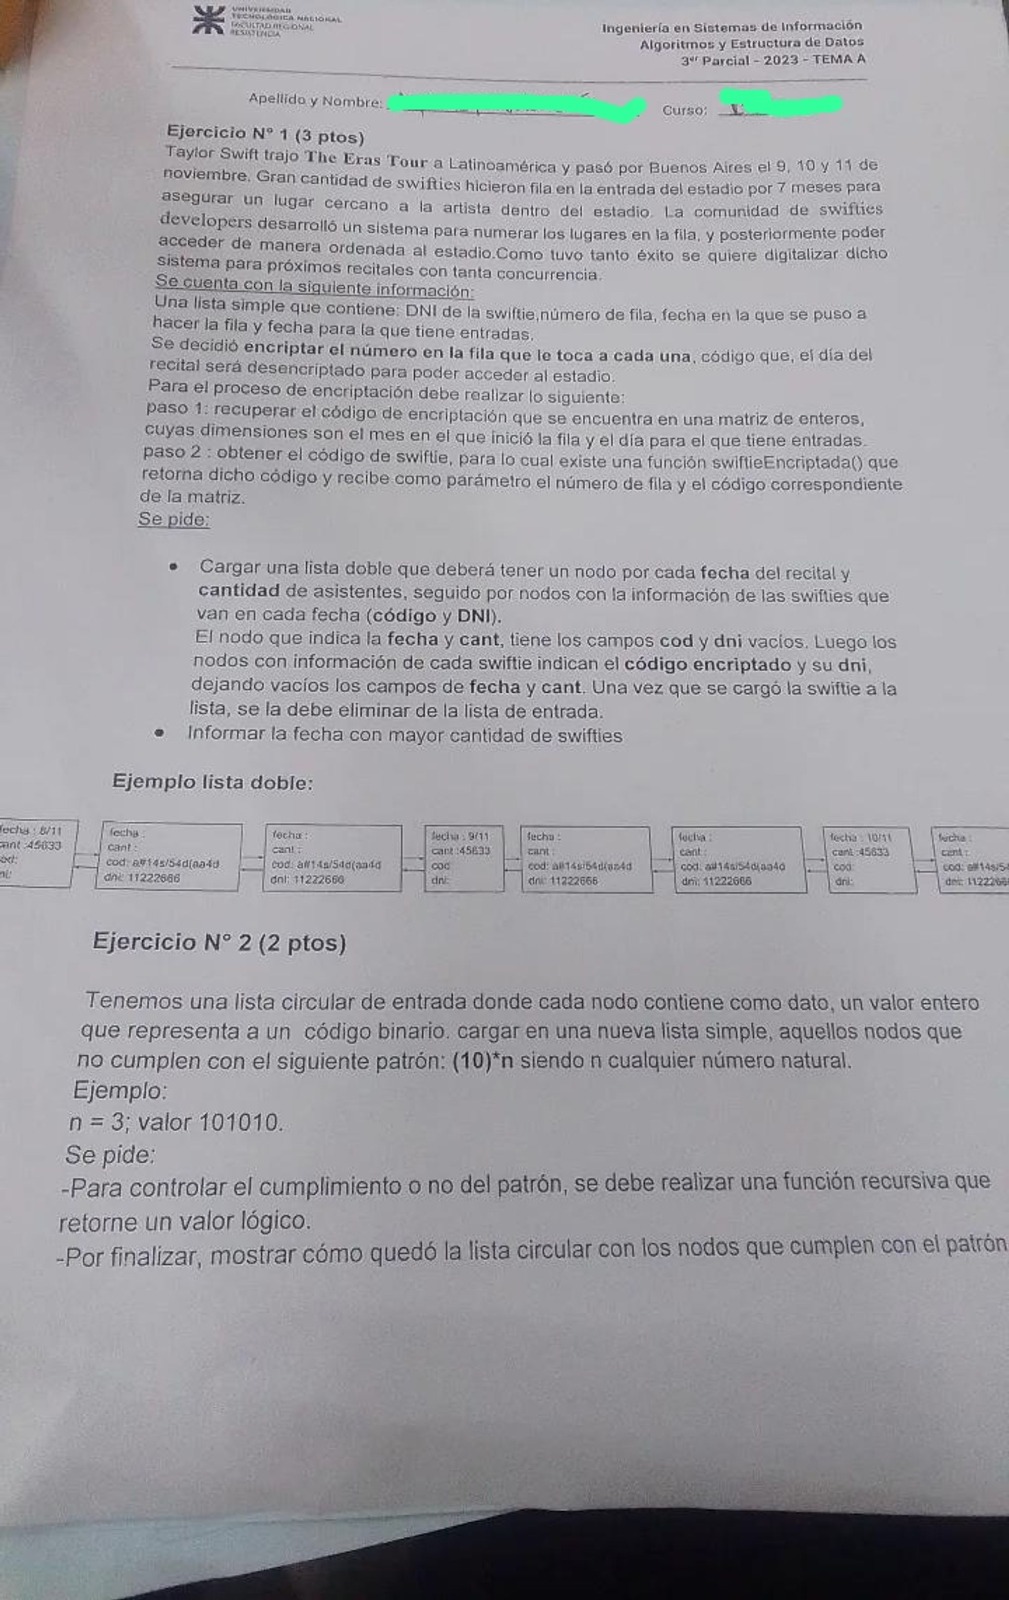 UNIVERSIDAD
TECNOLÓGICA NACIONAL
FACULTAD REGIONAL
RESISTENCIA
Ingeniería en Sistemas de Información
Algoritmos y Estructura de Datos
3er Parcial - 2023 - TEMA A
Apellido y Nombre:
Curso:
Ejercicio N° 1 (3 ptos)
Taylor Swift trajo The Eras Tour a Latinoamérica y pasó por Buenos Aires el 9, 10 y 11 de
noviembre. Gran cantidad de swifties hicieron fila en la entrada del estadio por 7 meses para
asegurar un lugar cercano a la artista dentro del estadio. La comunidad de swifties
developers desarrolló un sistema para numerar los lugares en la fila, y posteriormente poder
acceder de manera ordenada al estadio.Como tuvo tanto éxito se quiere digitalizar dicho
sistema para próximos recitales con tanta concurrencia.
Se cuenta con la siguiente información:
Una lista simple que contiene: DNI de la swiftie,número de fila, fecha en la que se puso a
hacer la fila y fecha para la que tiene entradas.
Se decidió encriptar el número en la fila que le toca a cada una, código que, el día del
recital será desencriptado para poder acceder al estadio.
Para el proceso de encriptación debe realizar lo siguiente:
paso 1: recuperar el código de encriptación que se encuentra en una matriz de enteros,
cuyas dimensiones son el mes en el que inició la fila y el día para el que tiene entradas.
paso 2 : obtener el código de swiftie, para lo cual existe una función swiftieEncriptada() que
retorna dicho código y recibe como parámetro el número de fila y el código correspondiente
de la matriz.
Se pide:
• Cargar una lista doble que deberá tener un nodo por cada fecha del recital y
cantidad de asistentes, seguido por nodos con la información de las swifties que
van en cada fecha (código y DNI).
El nodo que indica la fecha y cant, tiene los campos cod y dni vacíos. Luego los
nodos con información de cada swiftie indican el código encriptado y su dni,
dejando vacíos los campos de fecha y cant. Una vez que se cargó la swiftie a la
lista, se la debe eliminar de la lista de entrada.
• Informar la fecha con mayor cantidad de swifties
Ejemplo lista doble:
fecha : 8/11
cant :45633
cod:
dni:
fecha :
cant :
cod: a#14s/54d(aa4d
dni: 11222666
fecha :
cant :
cod: a#14s/54d(aa4d
dni: 11222666
fecha : 9/11
cant :45633
cod:
dni:
fecha :
cant :
cod: a#14s/54d(aa4d
dni: 11222666
fecha :
cant :
cod: a#14s/54d(aa4d
dni: 11222666
fecha : 10/11
cant :45633
cod:
dni:
fecha :
cant :
cod: a#14s/54
dni: 1122266
Ejercicio N° 2 (2 ptos)
Tenemos una lista circular de entrada donde cada nodo contiene como dato, un valor entero
que representa a un código binario. cargar en una nueva lista simple, aquellos nodos que
no cumplen con el siguiente patrón: (10)*n siendo n cualquier número natural.
Ejemplo:
n = 3; valor 101010.
Se pide:
-Para controlar el cumplimiento o no del patrón, se debe realizar una función recursiva que
retorne un valor lógico.
-Por finalizar, mostrar cómo quedó la lista circular con los nodos que cumplen con el patrón